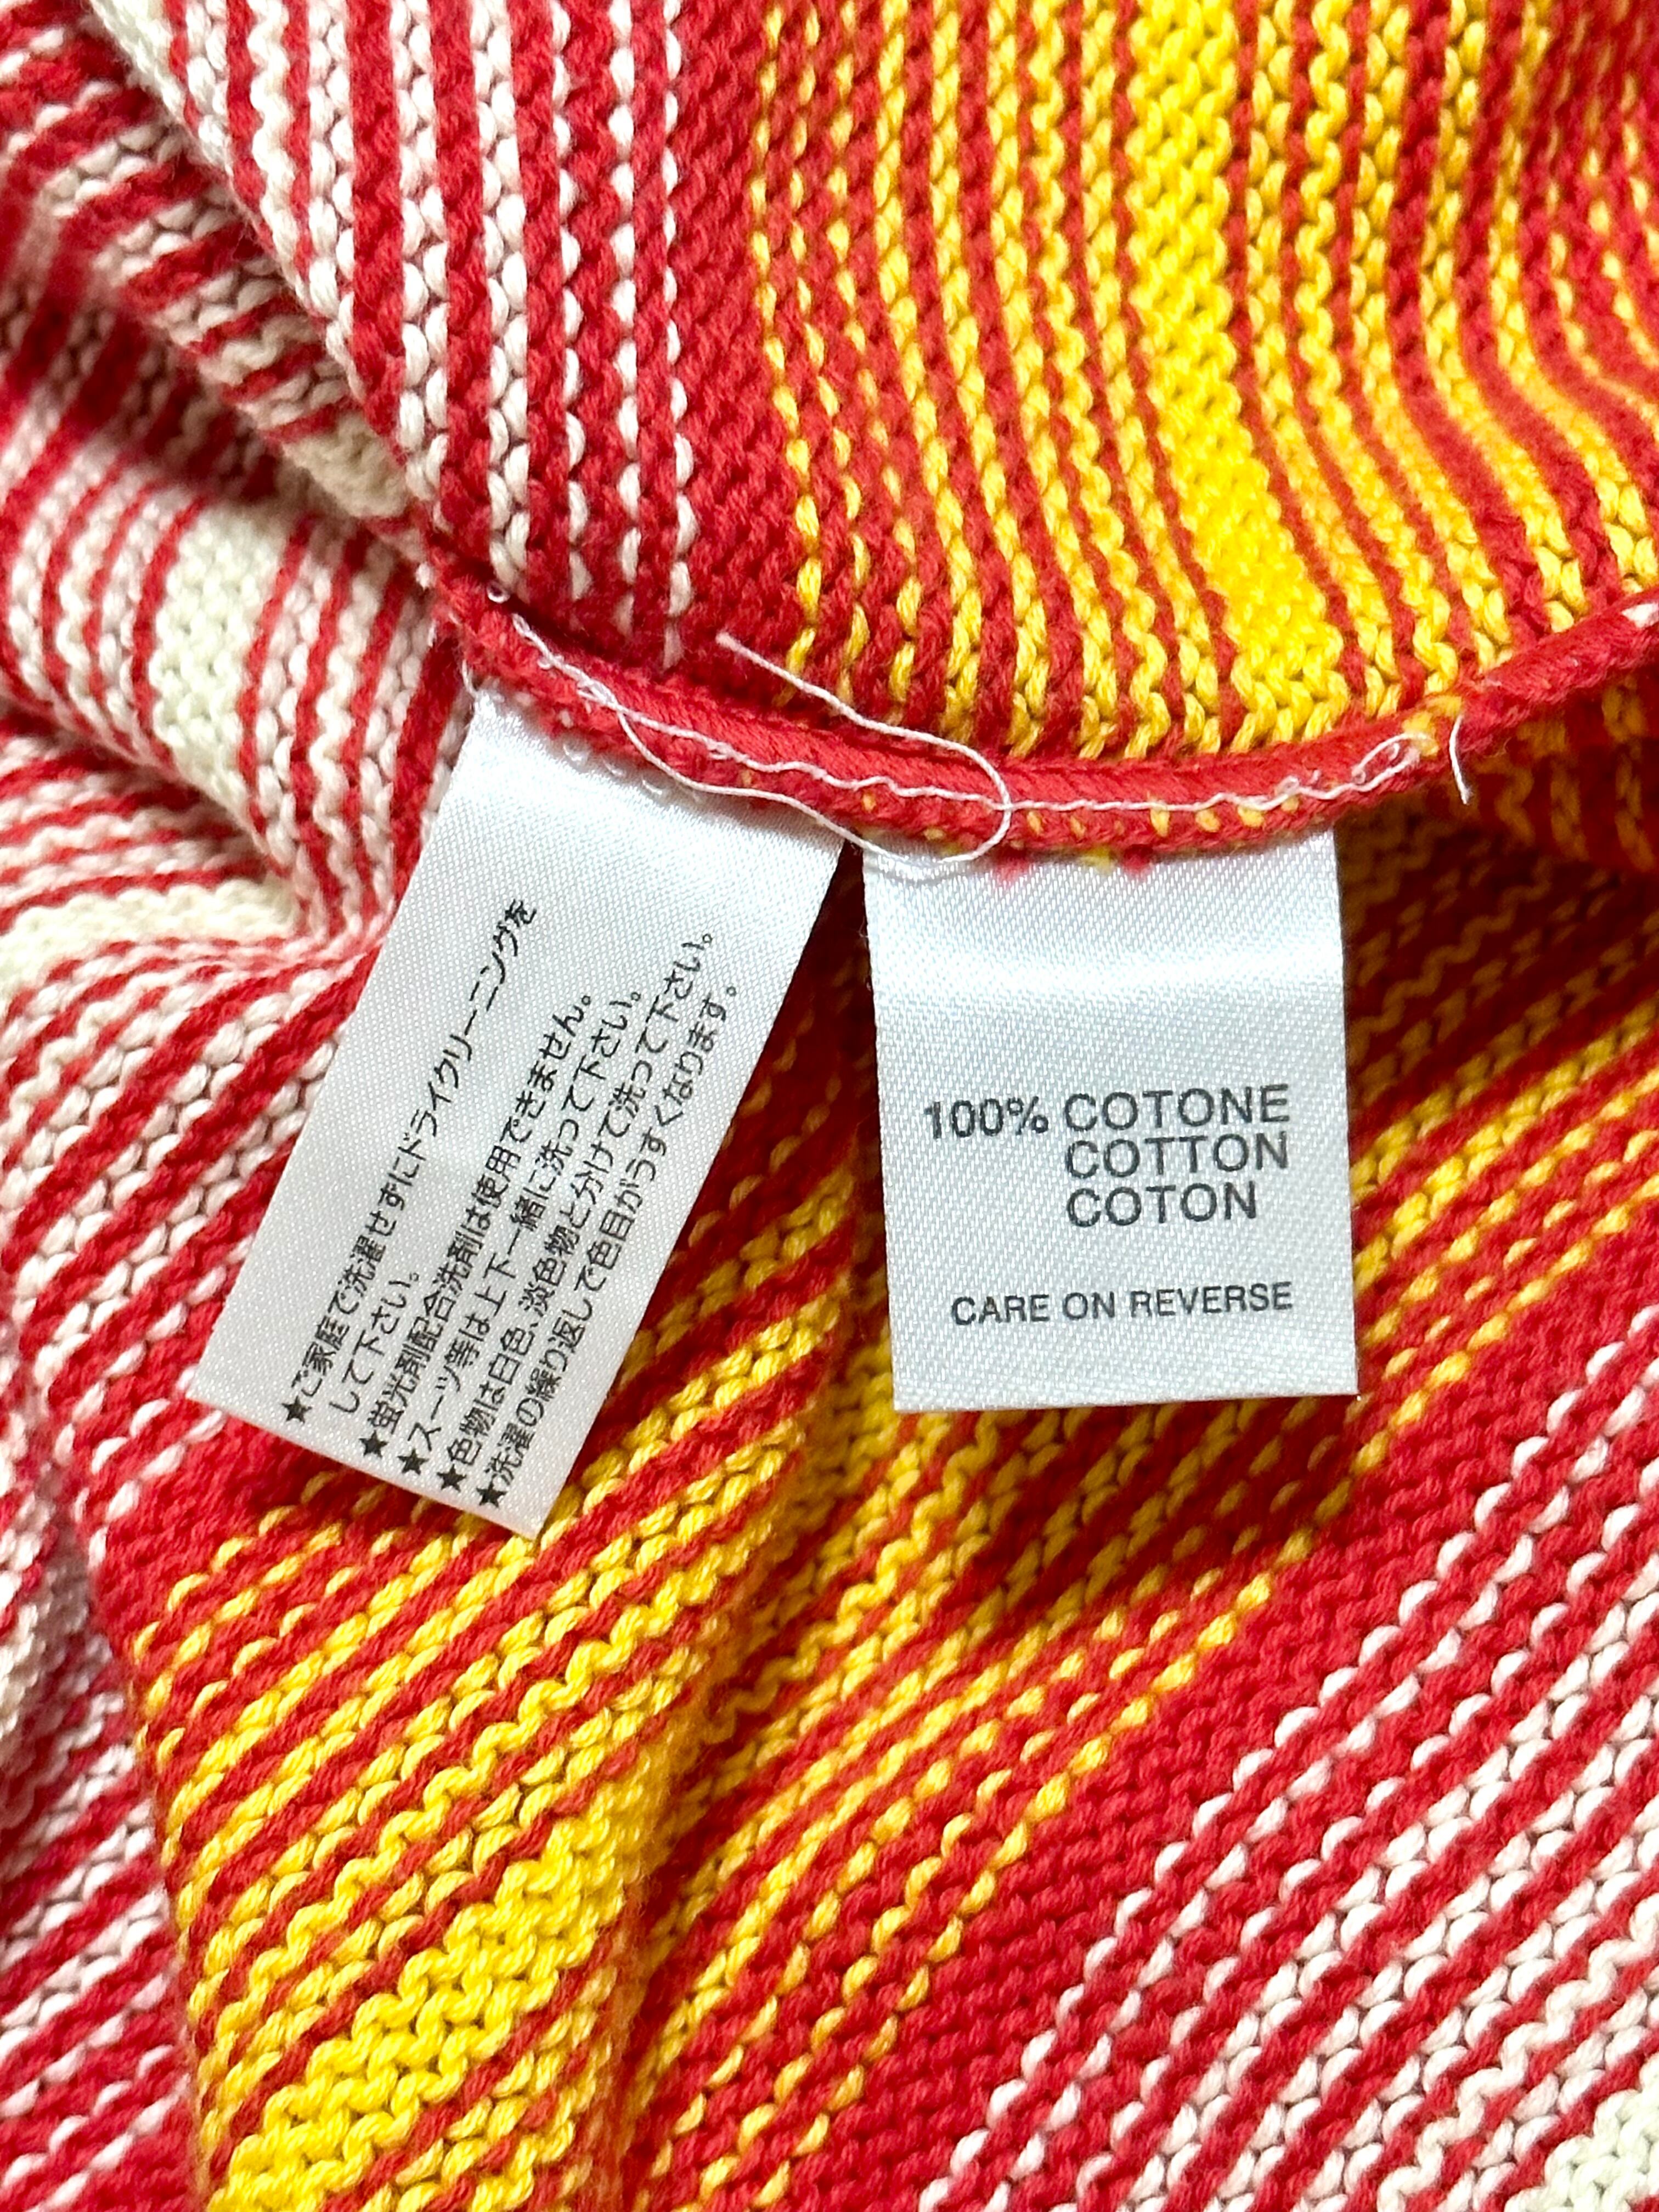 ★ご家庭で洗濯せずにドライクリーニングを
して下さい。
★蛍光剤配合洗剤は使用できません。
★スーツ等は上下一緒に洗って下さい。
★色物は白色、淡色物と分けて洗って下さい。
★洗濯の繰り返しで色目がうすくなります。
100% COTONE
COTTON
COTON
CARE ON REVERSE